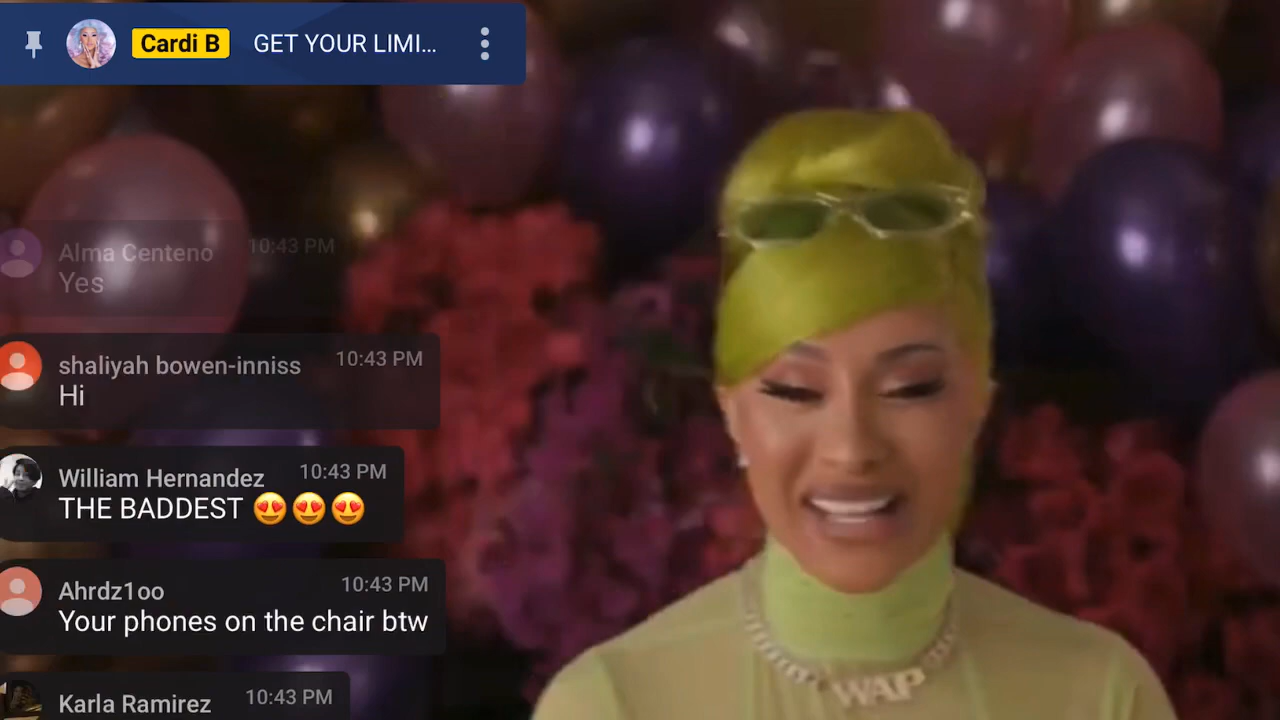 Cardi B GET YOUR LIMI...
Alma Centeno 10:43 PM
Yes
shaliyah bowen-inniss 10:43 PM
Hi
William Hernandez 10:43 PM
THE BADDEST 😍😍😍
Ahrdz1oo 10:43 PM
Your phones on the chair btw
Karla Ramirez 10:43 PM
WAP